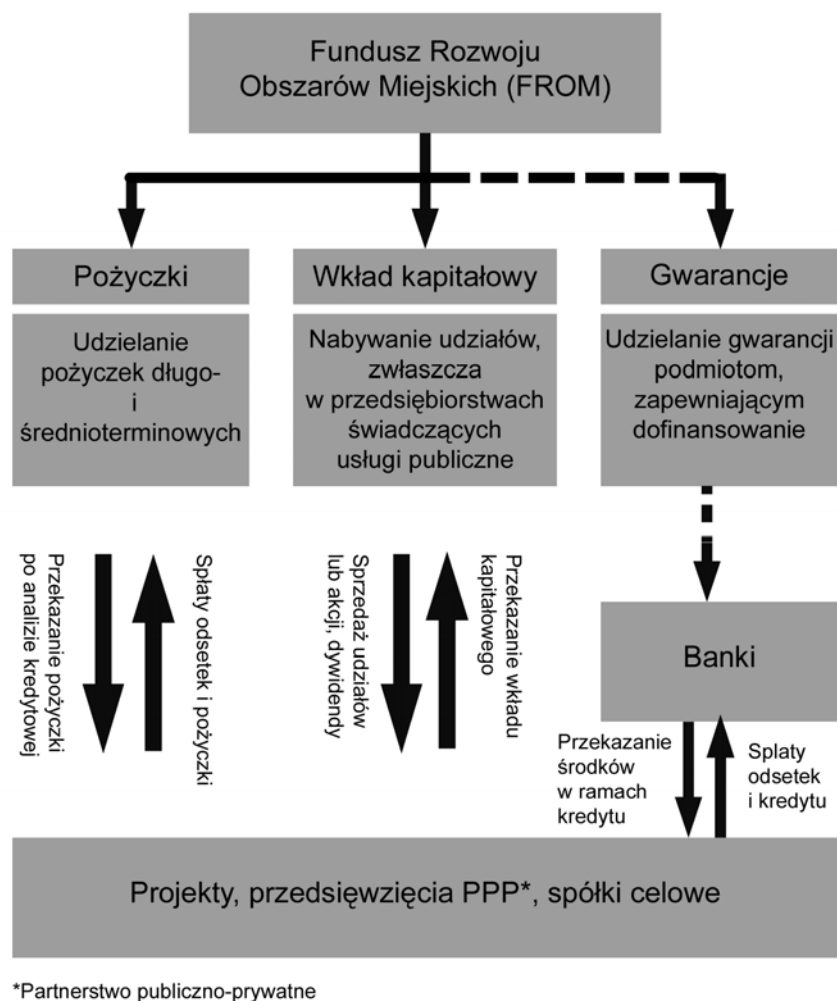 Fundusz Rozwoju
Obszarów Miejskich (FROM)
Pożyczki
Wkład kapitałowy
Gwarancje
Udzielanie
pożyczek długo-
i
średnioterminowych
Nabywanie udziałów,
zwłaszcza
w przedsiębiorstwach
świadczących
usługi publiczne
Udzielanie gwarancji
podmiotom,
zapewniającym
dofinansowanie
Przekazanie pożyczki
po analizie kredytowej
Spłaty odsetek i pożyczki
Sprzedaż udziałów
lub akcji, dywidendy
Przekazanie wkładu
kapitałowego
Banki
Przekazanie
środków
w ramach
kredytu
Splaty
odsetek
i kredytu
Projekty, przedsięwzięcia PPP*, spółki celowe
*Partnerstwo publiczno-prywatne